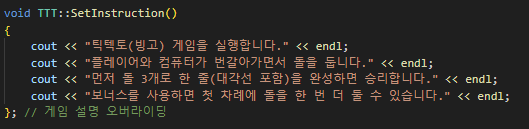 void TTT::SetInstruction()
{
    cout << "틱텍토(빙고) 게임을 실행합니다." << endl;
    cout << "플레이어와 컴퓨터가 번갈아가면서 돌을 둡니다." << endl;
    cout << "먼저 돌 3개로 한 줄(대각선 포함)을 완성하면 승리합니다." << endl;
    cout << "보너스를 사용하면 첫 차례에 돌을 한 번 더 둘 수 있습니다." << endl;
}; // 게임 설명 오버라이딩